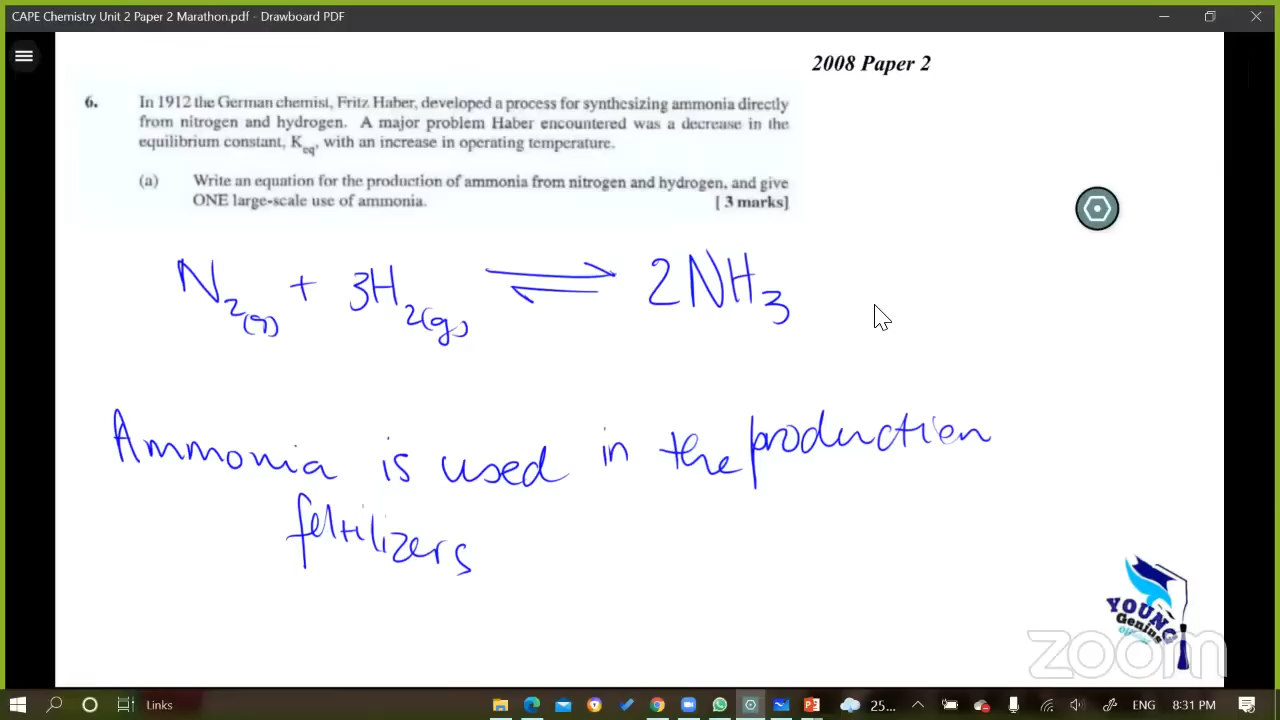 CAPE Chemistry Unit 2 Paper 2 Marathon.pdf - Drawboard PDF
2008 Paper 2
6. In 1912 the German chemist, Fritz Haber, developed a process for synthesizing ammonia directly
from nitrogen and hydrogen. A major problem Haber encountered was a decrease in the
equilibrium constant, Keq, with an increase in operating temperature.
(a) Write an equation for the production of ammonia from nitrogen and hydrogen, and give
ONE large-scale use of ammonia. [ 3 marks]
N2(g) + 3H2(g) ⇌ 2NH3
Ammonia is used in the production
fertilizers
YOUNG
Genius
zoom
Links
25...
ENG
8:31 PM